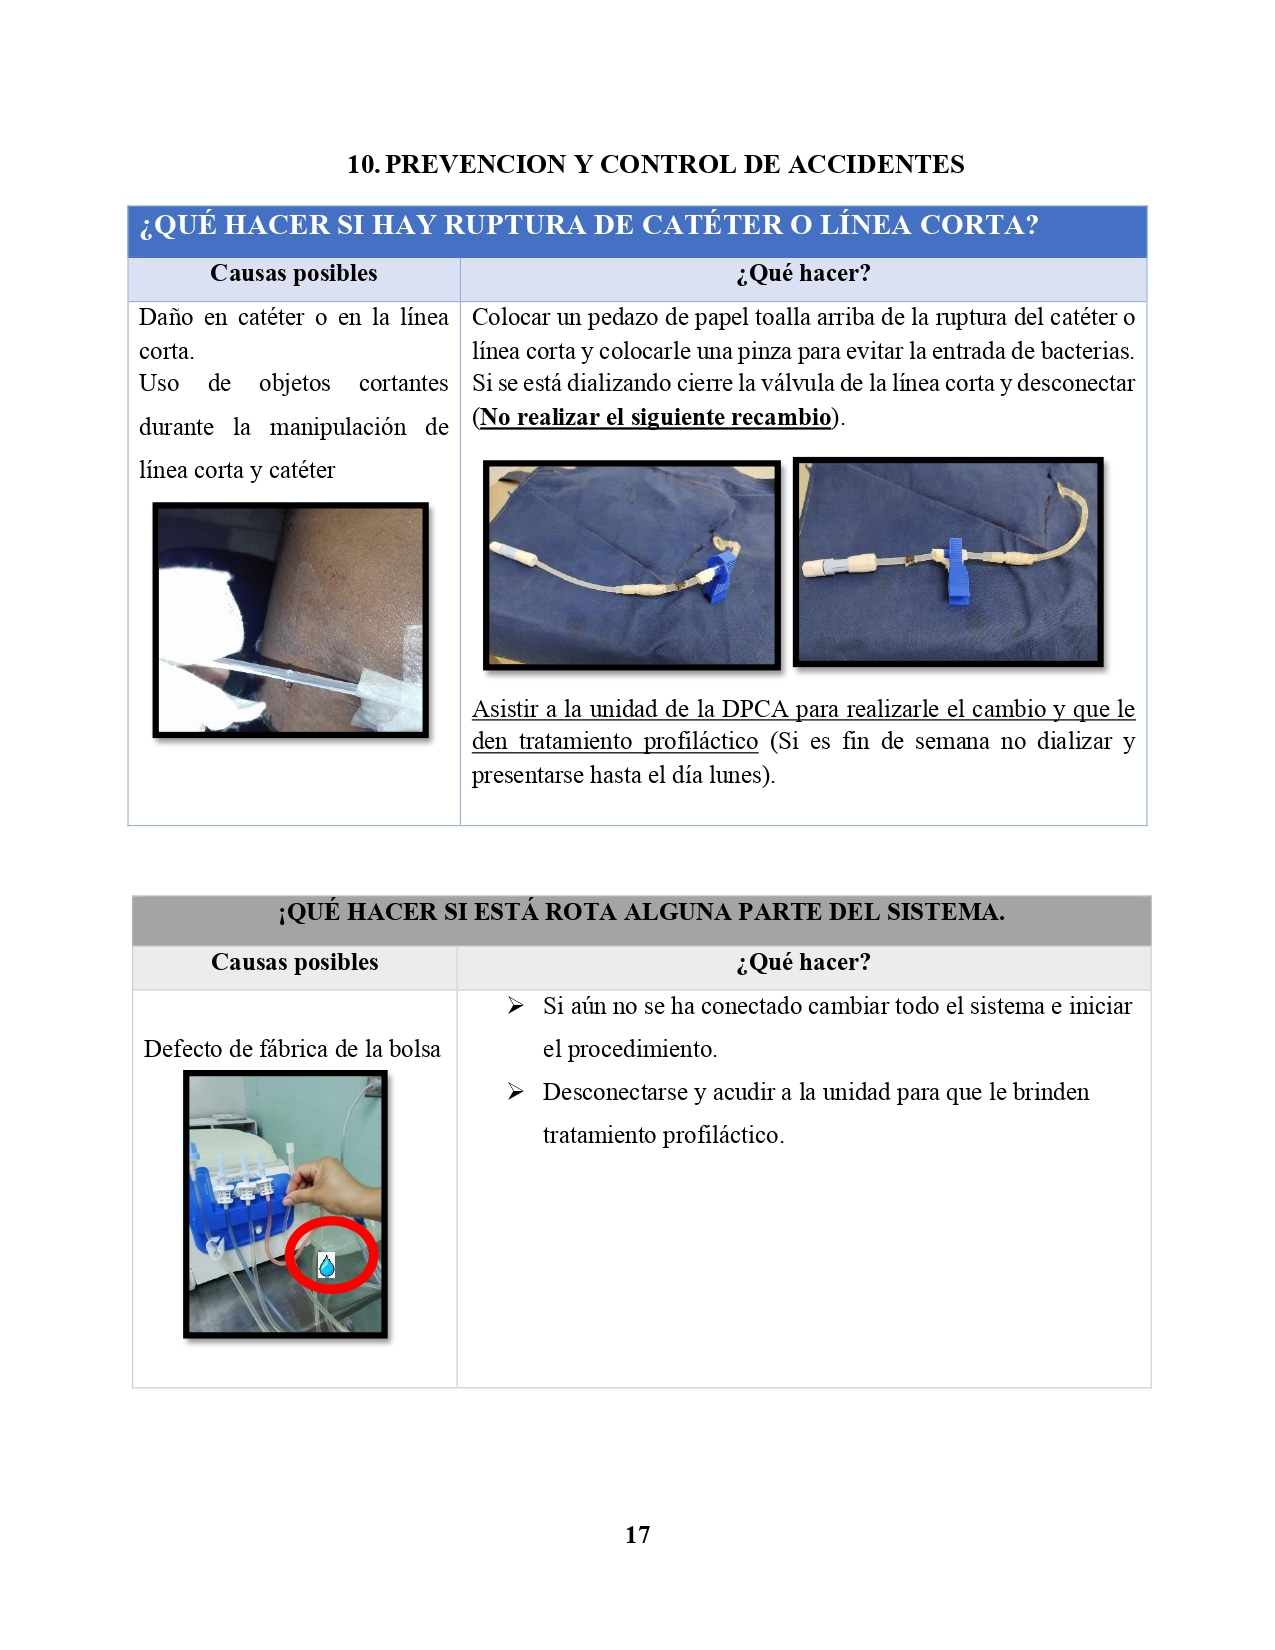 10. PREVENCION Y CONTROL DE ACCIDENTES
¿QUÉ HACER SI HAY RUPTURA DE CATÉTER O LÍNEA CORTA?
Causas posibles
¿Qué hacer?
Daño en catéter o en la línea
corta.
Uso de objetos cortantes
durante la manipulación de
línea corta y catéter
Colocar un pedazo de papel toalla arriba de la ruptura del catéter o
línea corta y colocarle una pinza para evitar la entrada de bacterias.
Si se está dializando cierre la válvula de la línea corta y desconectar
(No realizar el siguiente recambio).
Asistir a la unidad de la DPCA para realizarle el cambio y que le
den tratamiento profiláctico (Si es fin de semana no dializar y
presentarse hasta el día lunes).
¡QUÉ HACER SI ESTÁ ROTA ALGUNA PARTE DEL SISTEMA.
Causas posibles
¿Qué hacer?
Defecto de fábrica de la bolsa
➢ Si aún no se ha conectado cambiar todo el sistema e iniciar
el procedimiento.
➢ Desconectarse y acudir a la unidad para que le brinden
tratamiento profiláctico.
17